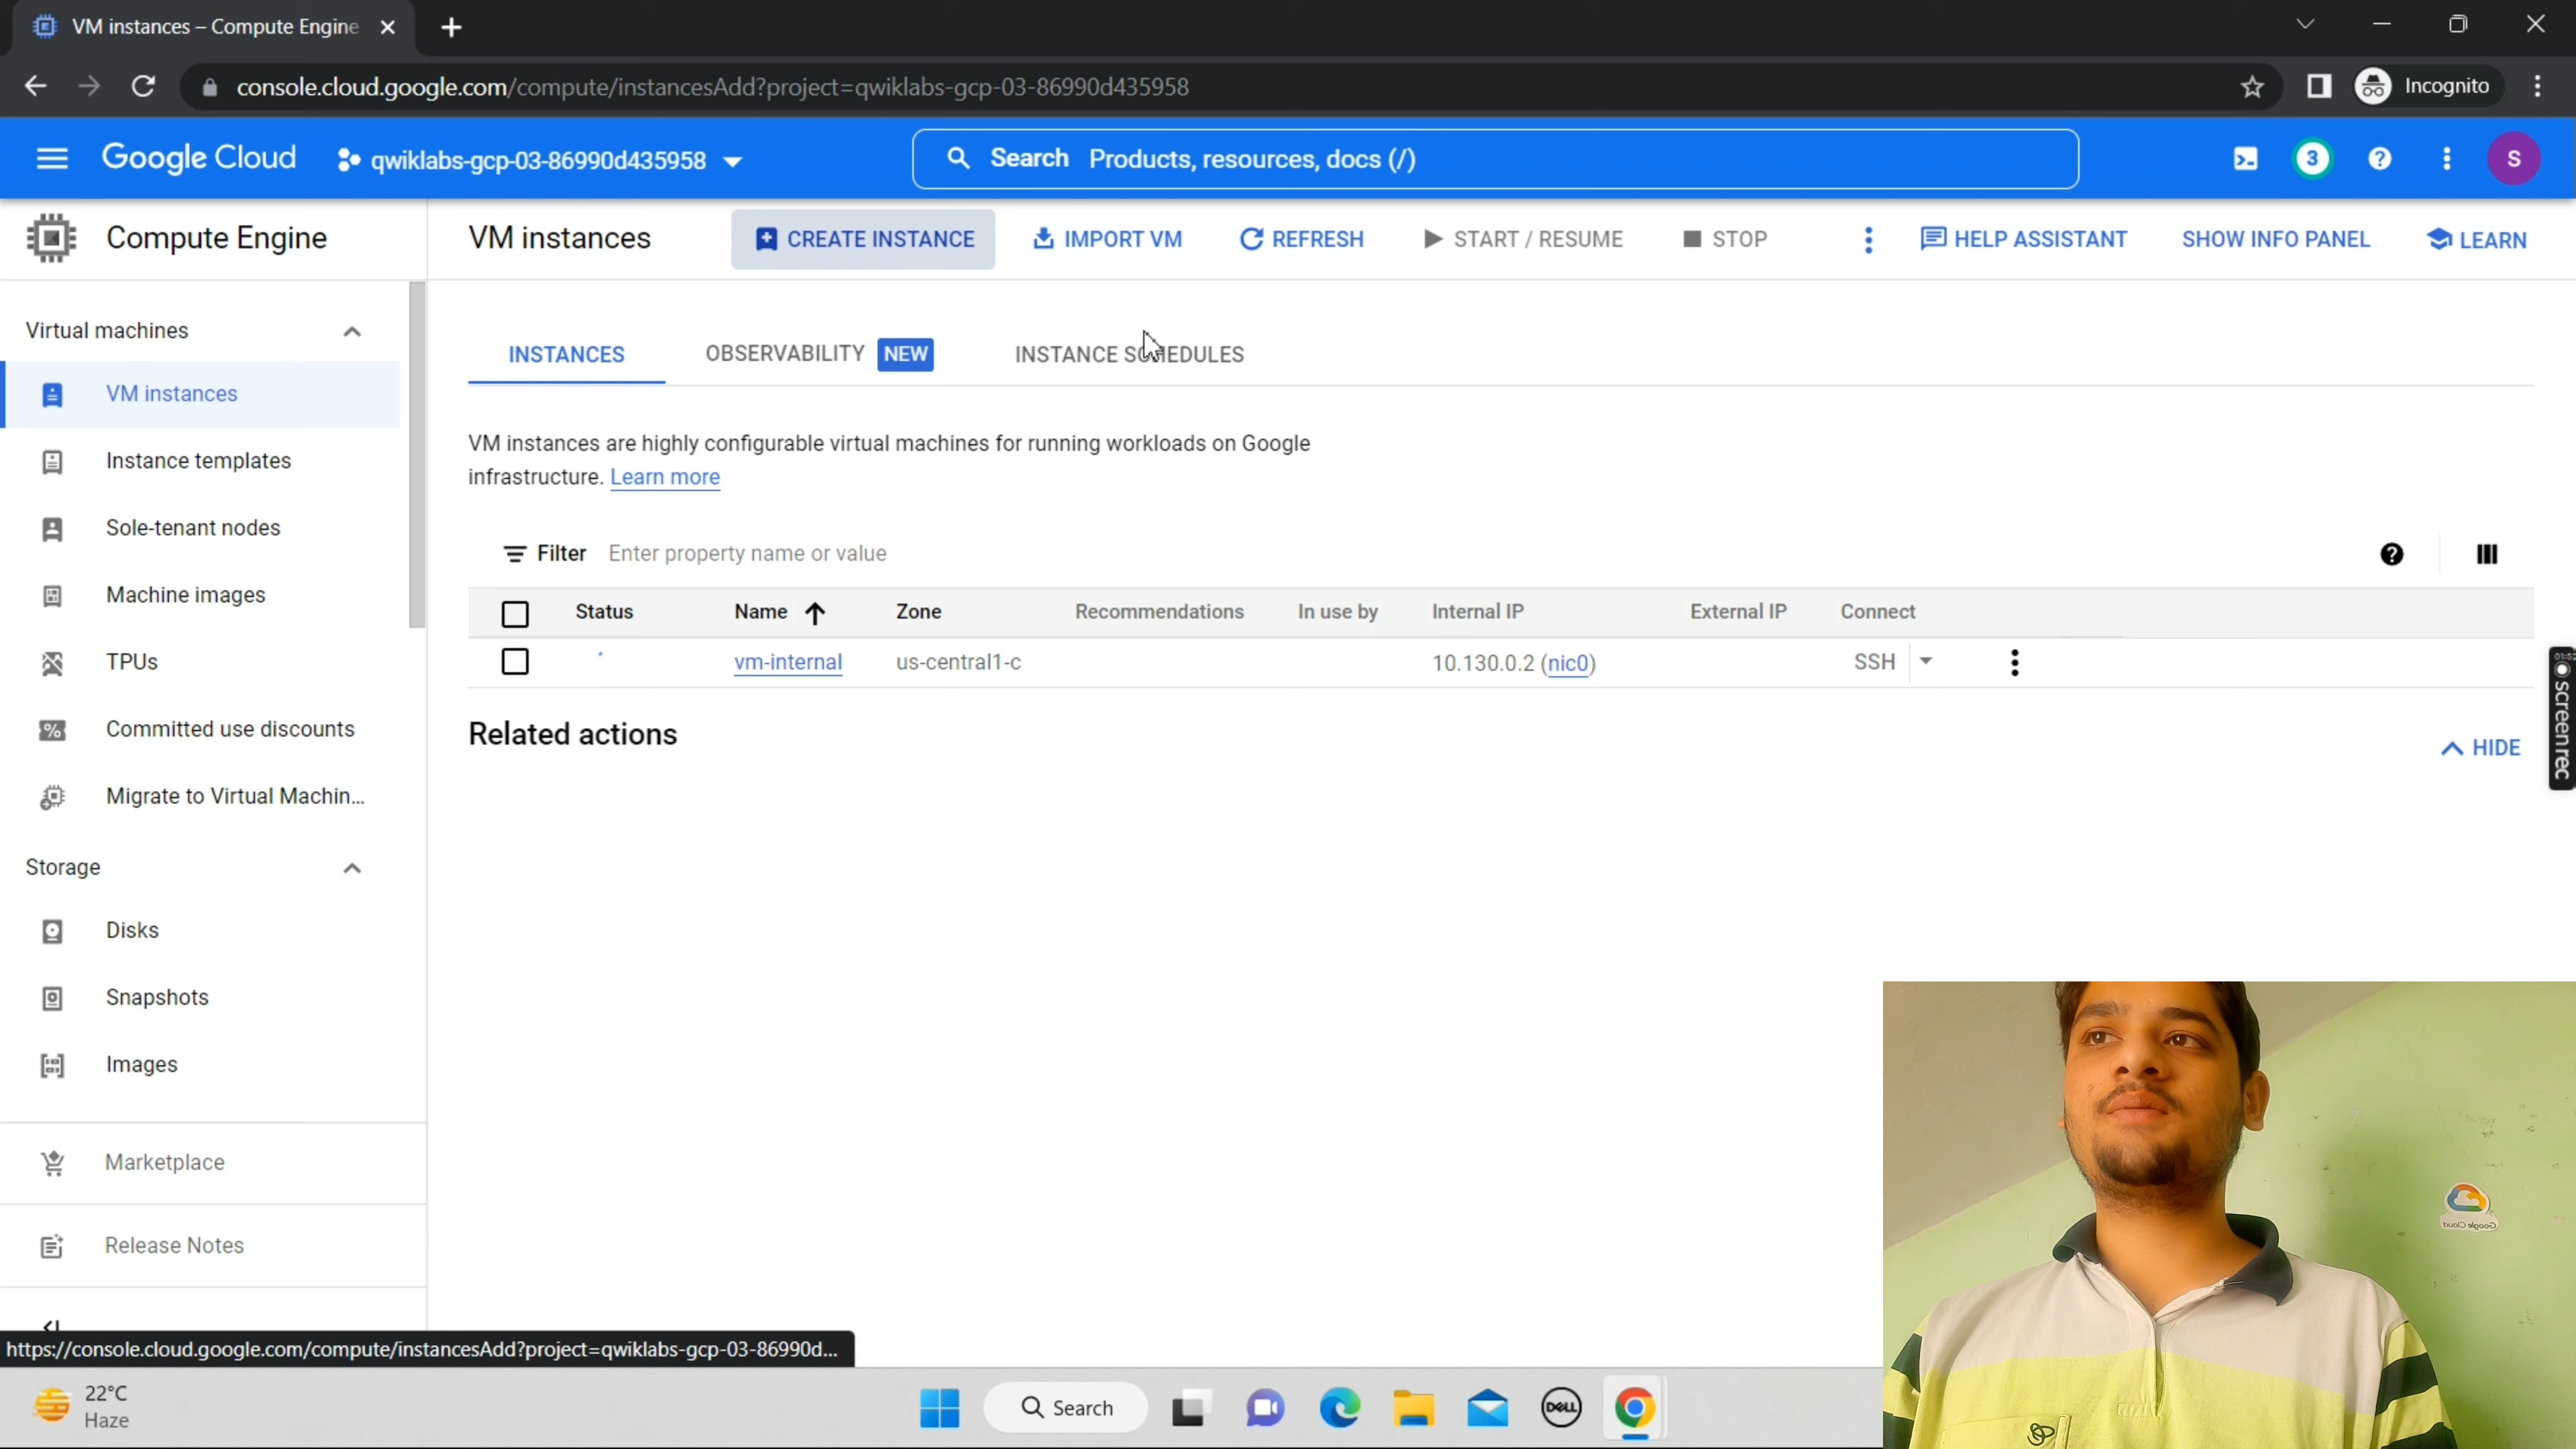 VM instances – Compute Engine
console.cloud.google.com/compute/instancesAdd?project=qwiklabs-gcp-03-86990d435958
Incognito
Google Cloud
qwiklabs-gcp-03-86990d435958
Search Products, resources, docs (/)
3
S
Compute Engine
VM instances
CREATE INSTANCE
IMPORT VM
REFRESH
START / RESUME
STOP
HELP ASSISTANT
SHOW INFO PANEL
LEARN
Virtual machines
VM instances
Instance templates
Sole-tenant nodes
Machine images
TPUs
Committed use discounts
Migrate to Virtual Machin...
Storage
Disks
Snapshots
Images
Marketplace
Release Notes
INSTANCES
OBSERVABILITY NEW
INSTANCE SCHEDULES
VM instances are highly configurable virtual machines for running workloads on Google
infrastructure. Learn more
Filter Enter property name or value
Status Name Zone Recommendations In use by Internal IP External IP Connect
vm-internal us-central1-c 10.130.0.2 (nic0) SSH
Related actions
HIDE
screenrec
https://console.cloud.google.com/compute/instancesAdd?project=qwiklabs-gcp-03-86990d...
22°C
Haze
Search
DELL
Google Cloud